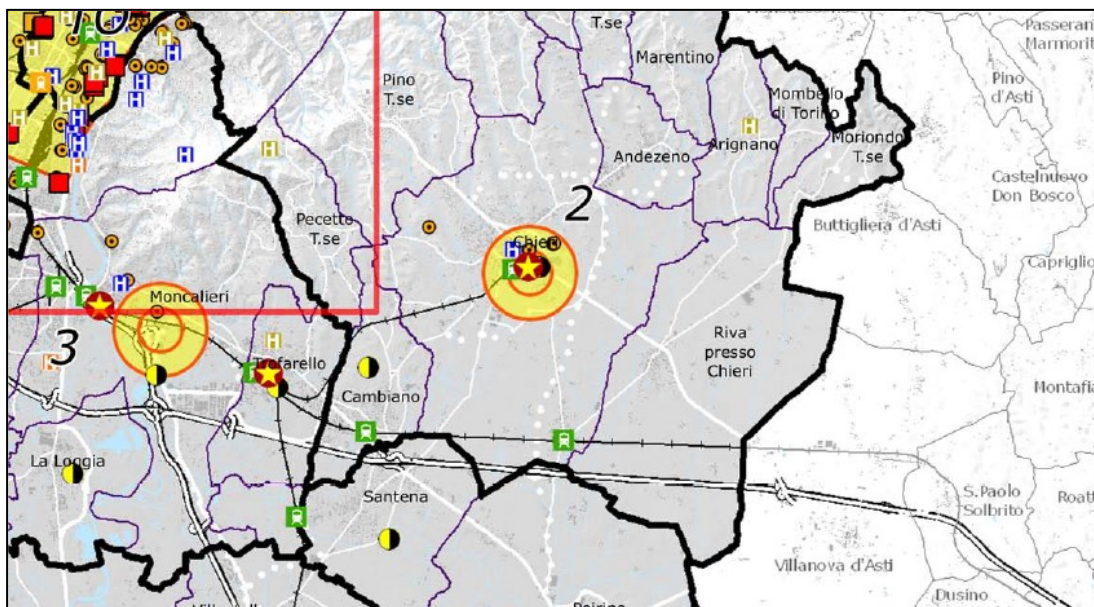 10
T.se
Marentino
Passeran
Marmorit
Pino
T.se
Mombello
di Torino
Pino
d'Asti
Andezeno
Arignano
Moriondo
T.se
Castelnuovo
Don Bosco
Pecetto
T.se
2
Chieri
Buttigliera d'Asti
Capriglio
Moncalieri
3
Trofarello
Riva
presso
Chieri
Cambiano
Montafia
La Loggia
Santena
S.Paolo
Solbrito
Roatt
Villanova d'Asti
Dusino
Poirino
H
H
H
H
H
H
H
H
H
H
H
H
H